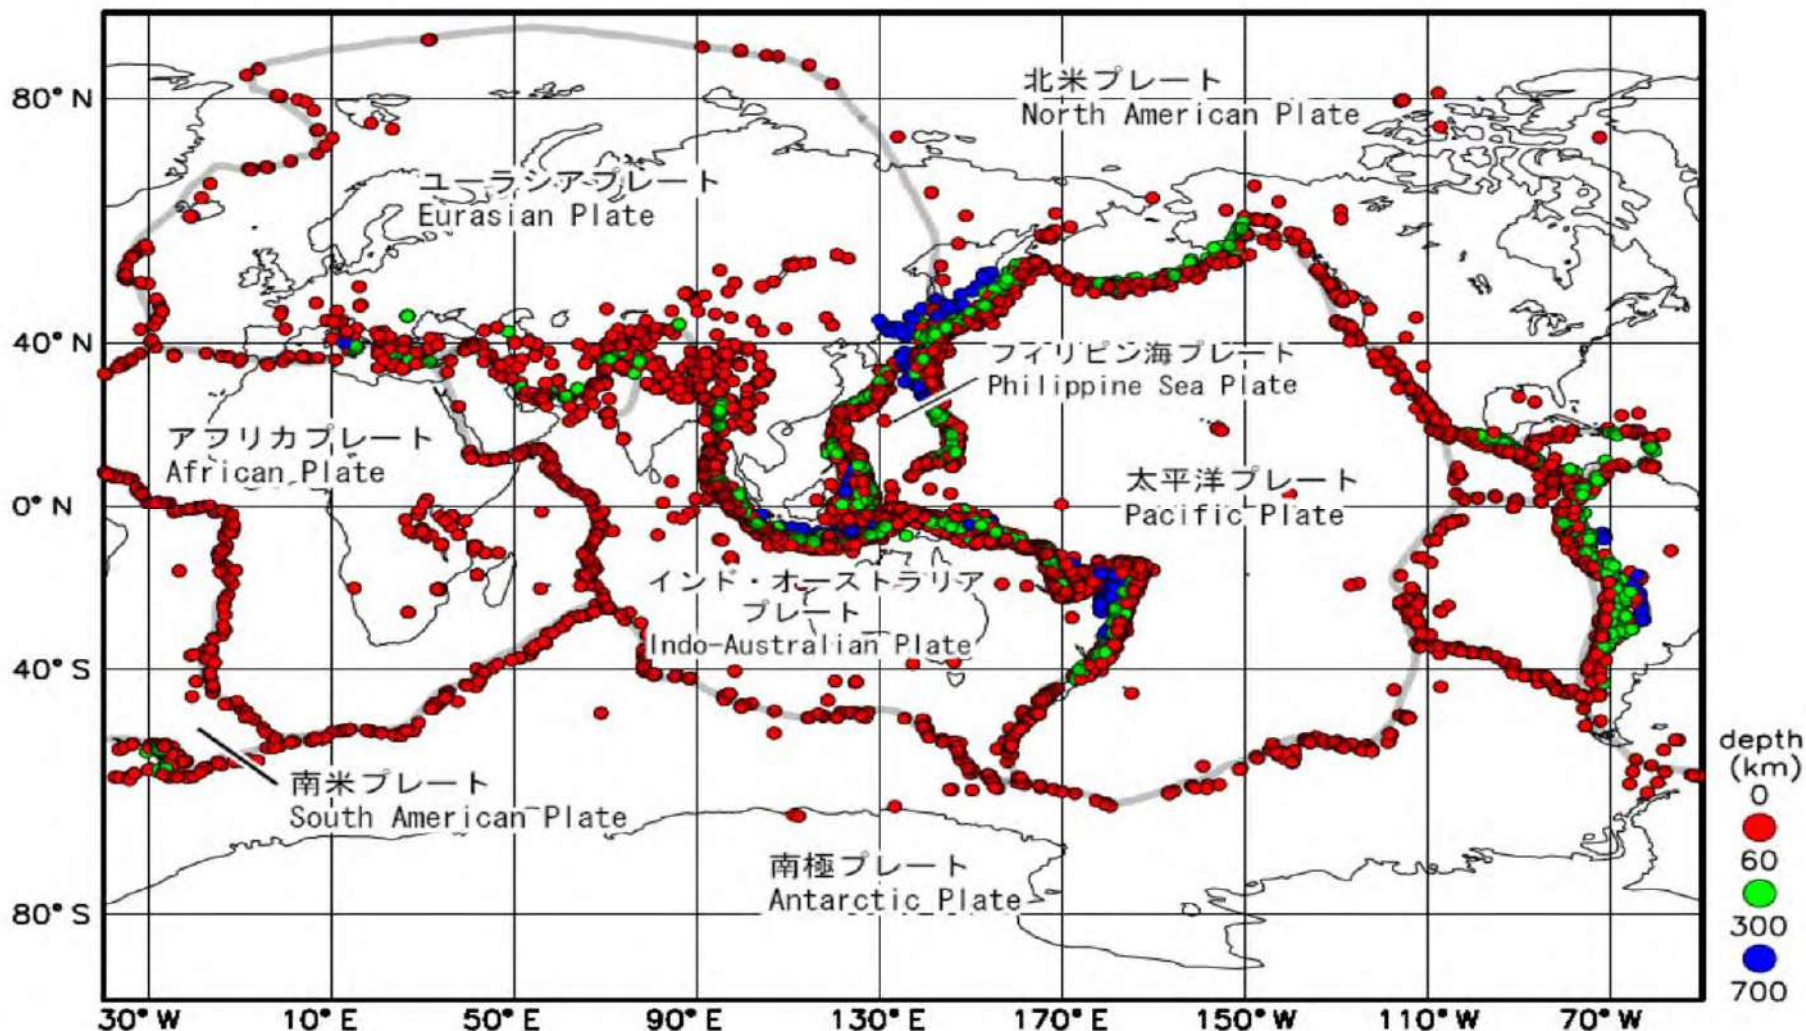 北米プレート
North American Plate
80°N
ユーラシアプレート
Eurasian Plate
40°N
フィリピン海プレート
Philippine Sea Plate
アフリカプレート
African Plate
太平洋プレート
Pacific Plate
0°N
インド・オーストラリア
プレート
Indo-Australian Plate
40°S
南米プレート
South American Plate
南極プレート
Antarctic Plate
80°S
depth
(km)
0
60
300
700
30°W 10°E 50°E 90°E 130°E 170°E 150°W 110°W 70°W